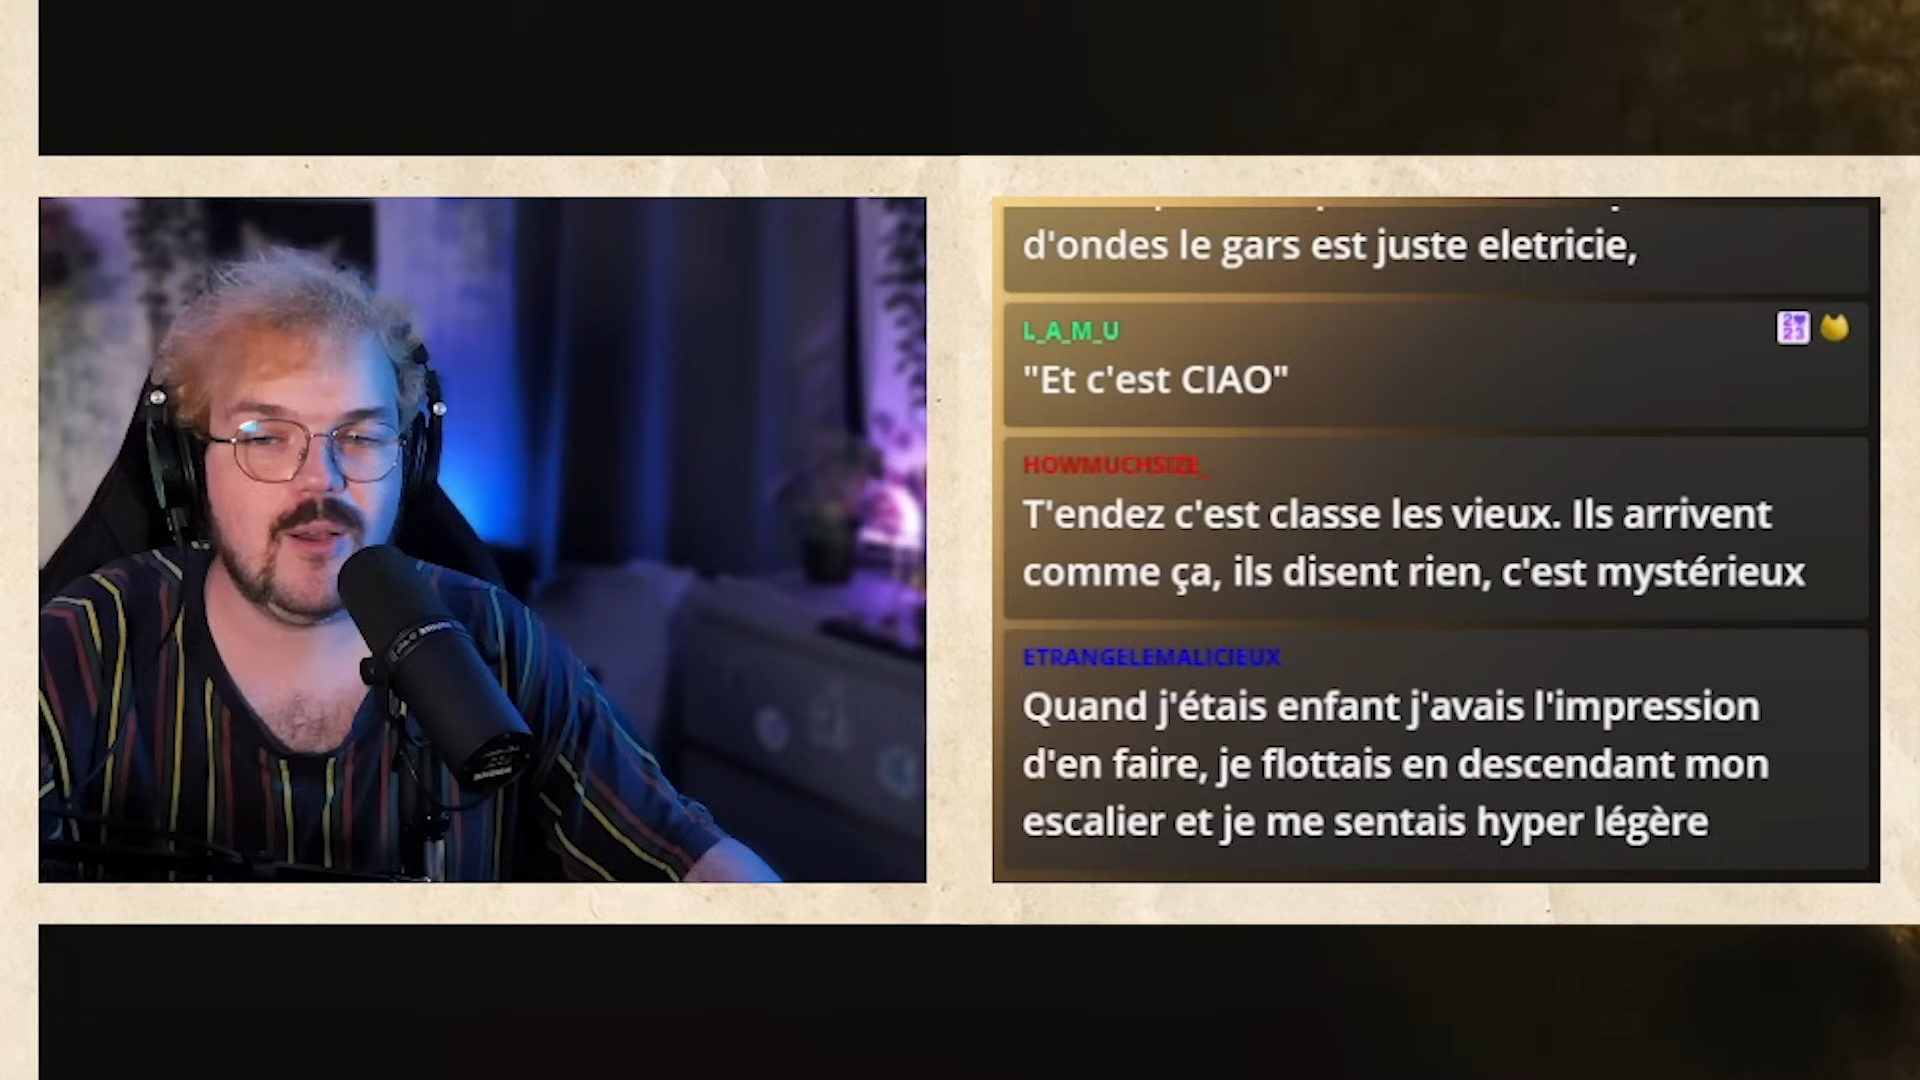 d'ondes le gars est juste eletricie,
L_A_M_U
"Et c'est CIAO"
HOWMUCHSIZE_
T'endez c'est classe les vieux. Ils arrivent
comme ça, ils disent rien, c'est mystérieux
ETRANGELEMALICIEUX
Quand j'étais enfant j'avais l'impression
d'en faire, je flottais en descendant mon
escalier et je me sentais hyper légère